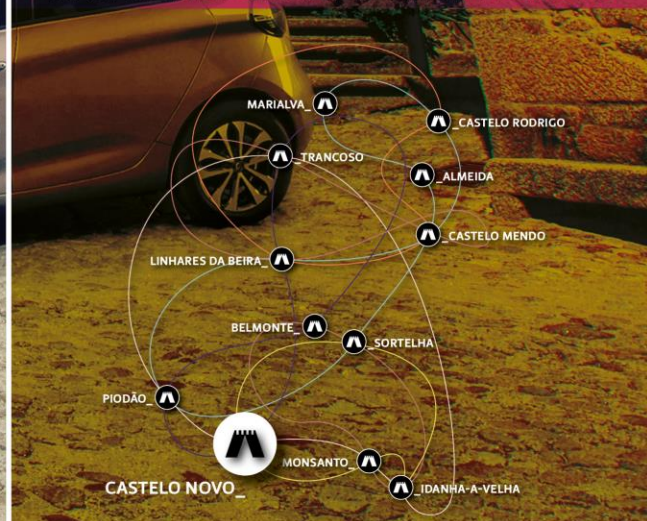 MARIALVA_
_CASTELO RODRIGO
_TRANCOSO
_ALMEIDA
_CASTELO MENDO
LINHARES DA BEIRA_
BELMONTE_
_SORTELHA
PIODÃO_
CASTELO NOVO_
MONSANTO_
_IDANHA-A-VELHA